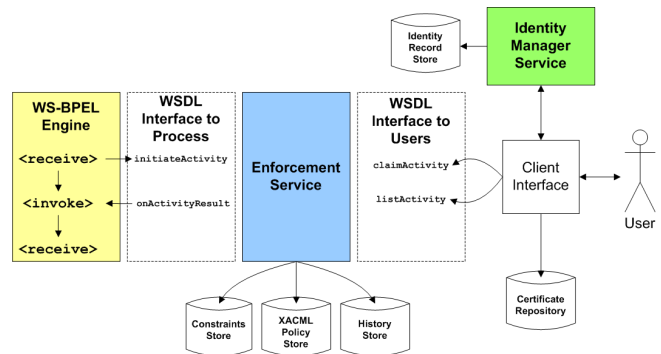 Identity
Record
Store
Identity
Manager
Service
WS-BPEL
Engine
<receive>
<invoke>
<receive>
WSDL
Interface to
Process
initiateActivity
onActivityResult
Enforcement
Service
WSDL
Interface to
Users
claimActivity
listActivity
Client
Interface
User
Constraints
Store
XACML
Policy
Store
History
Store
Certificate
Repository